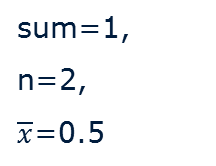 sum=1,
n=2,
x̅=0.5